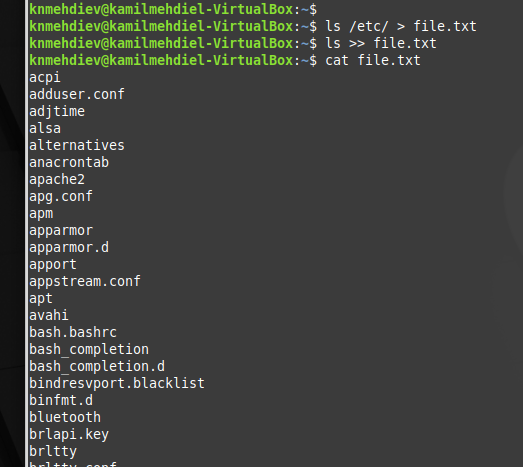 knmehdiev@kamilmehdiel-VirtualBox:~$
knmehdiev@kamilmehdiel-VirtualBox:~$ ls /etc/ > file.txt
knmehdiev@kamilmehdiel-VirtualBox:~$ ls >> file.txt
knmehdiev@kamilmehdiel-VirtualBox:~$ cat file.txt
acpi
adduser.conf
adjtime
alsa
alternatives
anacrontab
apache2
apg.conf
apm
apparmor
apparmor.d
apport
appstream.conf
apt
avahi
bash.bashrc
bash_completion
bash_completion.d
bindresvport.blacklist
binfmt.d
bluetooth
brlapi.key
brltty
brltty.conf